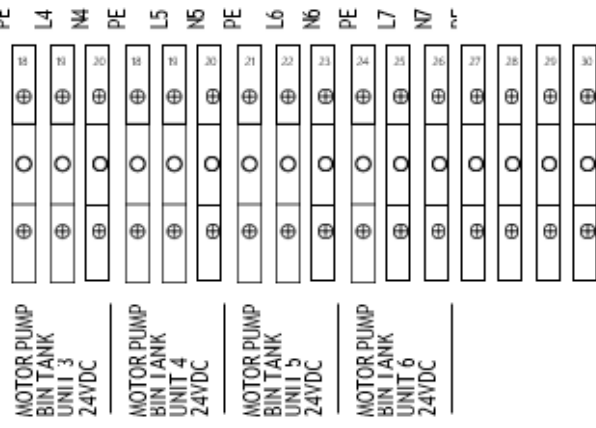 PE L4 N4 PE L5 N5 PE L6 N6 PE L7 N7
18 19 20 18 19 20 21 22 23 24 25 26 27 28 29 30
MOTOR PUMP
BIN TANK
UNIT 3
24VDC
MOTOR PUMP
BIN TANK
UNIT 4
24VDC
MOTOR PUMP
BIN TANK
UNIT 5
24VDC
MOTOR PUMP
BIN TANK
UNIT 6
24VDC